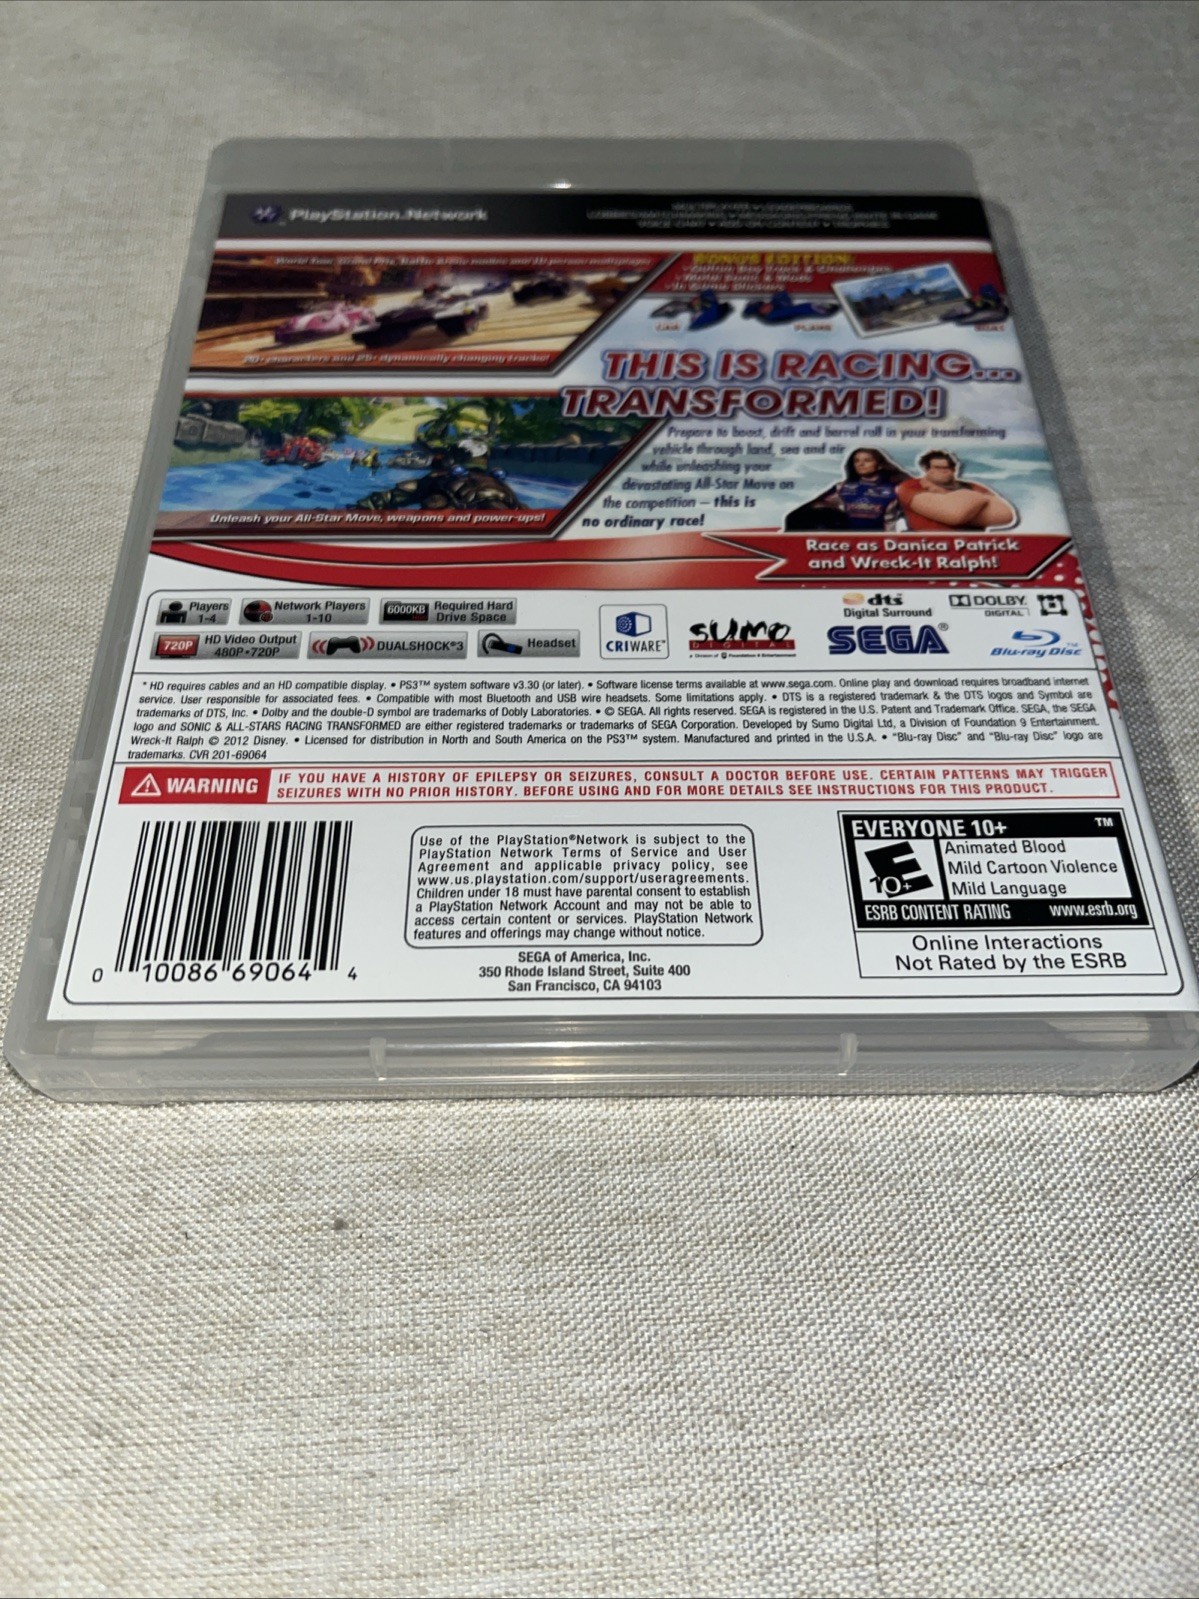 PlayStation Network
20+ characters and 25+ dynamically changing tracks!
BONUS EDITION!
CAR
PLANE
BOAT
THIS IS RACING...
TRANSFORMED!
Prepare to boost, drift and barrel roll in your transforming
vehicle through land, sea and air
while unleashing your
devastating All-Star Move on
the competition – this is
no ordinary race!
Unleash your All-Star Move, weapons and power-ups!
Race as Danica Patrick
and Wreck-It Ralph!
Players
1-4
Network Players
1-10
6000KB
Required Hard
Drive Space
720P
HD Video Output
480P•720P
DUALSHOCK®3
Headset
CRIWARE™
sumo
DIGITAL
a Division of Foundation 9 Entertainment
dts
Digital Surround
SEGA®
DOLBY
DIGITAL
Blu-ray Disc™
* HD requires cables and an HD compatible display. • PS3™ system software v3.30 (or later). • Software license terms available at www.sega.com. Online play and download requires broadband internet
service. User responsible for associated fees. • Compatible with most Bluetooth and USB wire headsets. Some limitations apply. • DTS is a registered trademark & the DTS logos and Symbol are
trademarks of DTS, Inc. • Dolby and the double-D symbol are trademarks of Dobly Laboratories. • © SEGA. All rights reserved. SEGA is registered in the U.S. Patent and Trademark Office. SEGA, the SEGA
logo and SONIC & ALL-STARS RACING TRANSFORMED are either registered trademarks or trademarks of SEGA Corporation. Developed by Sumo Digital Ltd, a Division of Foundation 9 Entertainment.
Wreck-It Ralph © 2012 Disney. • Licensed for distribution in North and South America on the PS3™ system. Manufactured and printed in the U.S.A. • "Blu-ray Disc" and "Blu-ray Disc" logo are
trademarks. CVR 201-69064
WARNING
IF YOU HAVE A HISTORY OF EPILEPSY OR SEIZURES, CONSULT A DOCTOR BEFORE USE. CERTAIN PATTERNS MAY TRIGGER
SEIZURES WITH NO PRIOR HISTORY. BEFORE USING AND FOR MORE DETAILS SEE INSTRUCTIONS FOR THIS PRODUCT.
0 10086 69064 4
Use of the PlayStation®Network is subject to the
PlayStation Network Terms of Service and User
Agreement and applicable privacy policy, see
www.us.playstation.com/support/useragreements.
Children under 18 must have parental consent to establish
a PlayStation Network Account and may not be able to
access certain content or services. PlayStation Network
features and offerings may change without notice.
SEGA of America, Inc.
350 Rhode Island Street, Suite 400
San Francisco, CA 94103
EVERYONE 10+ ™
E
10+
Animated Blood
Mild Cartoon Violence
Mild Language
ESRB CONTENT RATING www.esrb.org
Online Interactions
Not Rated by the ESRB